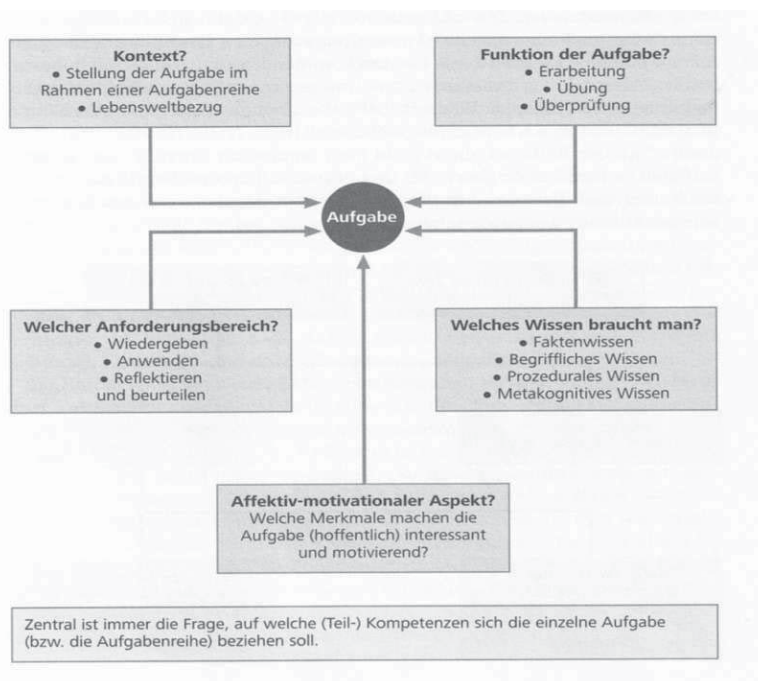 Kontext?
• Stellung der Aufgabe im
Rahmen einer Aufgabenreihe
• Lebensweltbezug
Funktion der Aufgabe?
• Erarbeitung
• Übung
• Überprüfung
Aufgabe
Welcher Anforderungsbereich?
• Wiedergeben
• Anwenden
• Reflektieren
und beurteilen
Welches Wissen braucht man?
• Faktenwissen
• Begriffliches Wissen
• Prozedurales Wissen
• Metakognitives Wissen
Affektiv-motivationaler Aspekt?
Welche Merkmale machen die
Aufgabe (hoffentlich) interessant
und motivierend?
Zentral ist immer die Frage, auf welche (Teil-) Kompetenzen sich die einzelne Aufgabe
(bzw. die Aufgabenreihe) beziehen soll.